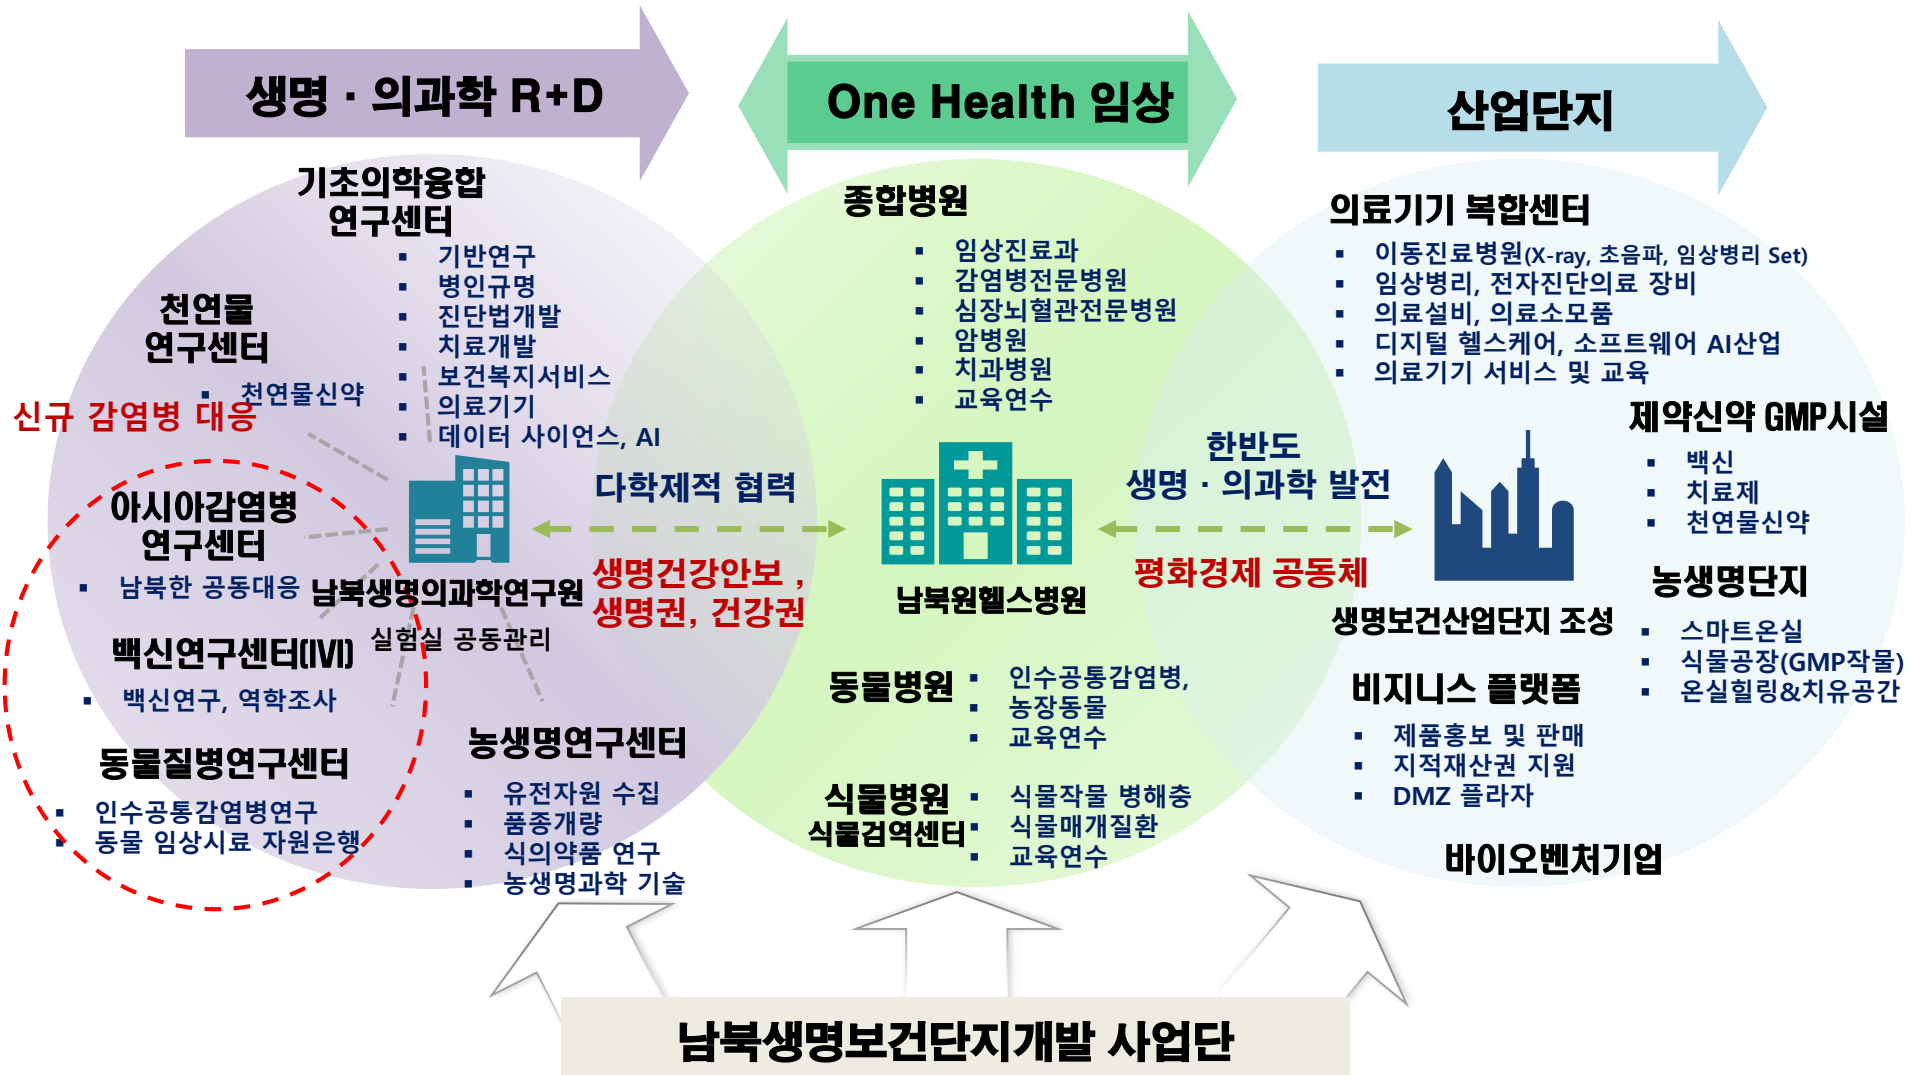 생명 · 의과학 R+D
One Health 임상
산업단지
기초의학융합
연구센터
▪ 기반연구
▪ 병인규명
▪ 진단법개발
▪ 치료개발
▪ 보건복지서비스
▪ 의료기기
▪ 데이터 사이언스, AI
천연물
연구센터
▪ 천연물신약
신규 감염병 대응
아시아감염병
연구센터
▪ 남북한 공동대응
백신연구센터(IVI)
▪ 백신연구, 역학조사
동물질병연구센터
▪ 인수공통감염병연구
▪ 동물 임상시료 자원은행
남북생명의과학연구원
실험실 공동관리
농생명연구센터
▪ 유전자원 수집
▪ 품종개량
▪ 식의약품 연구
▪ 농생명과학 기술
다학제적 협력
생명건강안보 ,
생명권, 건강권
종합병원
▪ 임상진료과
▪ 감염병전문병원
▪ 심장뇌혈관전문병원
▪ 암병원
▪ 치과병원
▪ 교육연수
남북원헬스병원
동물병원
▪ 인수공통감염병,
▪ 농장동물
▪ 교육연수
식물병원
식물검역센터
▪ 식물작물 병해충
▪ 식물매개질환
▪ 교육연수
한반도
생명 · 의과학 발전
평화경제 공동체
의료기기 복합센터
▪ 이동진료병원(X-ray, 초음파, 임상병리 Set)
▪ 임상병리, 전자진단의료 장비
▪ 의료설비, 의료소모품
▪ 디지털 헬스케어, 소프트웨어 AI산업
▪ 의료기기 서비스 및 교육
제약신약 GMP시설
▪ 백신
▪ 치료제
▪ 천연물신약
생명보건산업단지 조성
농생명단지
▪ 스마트온실
▪ 식물공장(GMP작물)
▪ 온실힐링&치유공간
비지니스 플랫폼
▪ 제품홍보 및 판매
▪ 지적재산권 지원
▪ DMZ 플라자
바이오벤처기업
남북생명보건단지개발 사업단